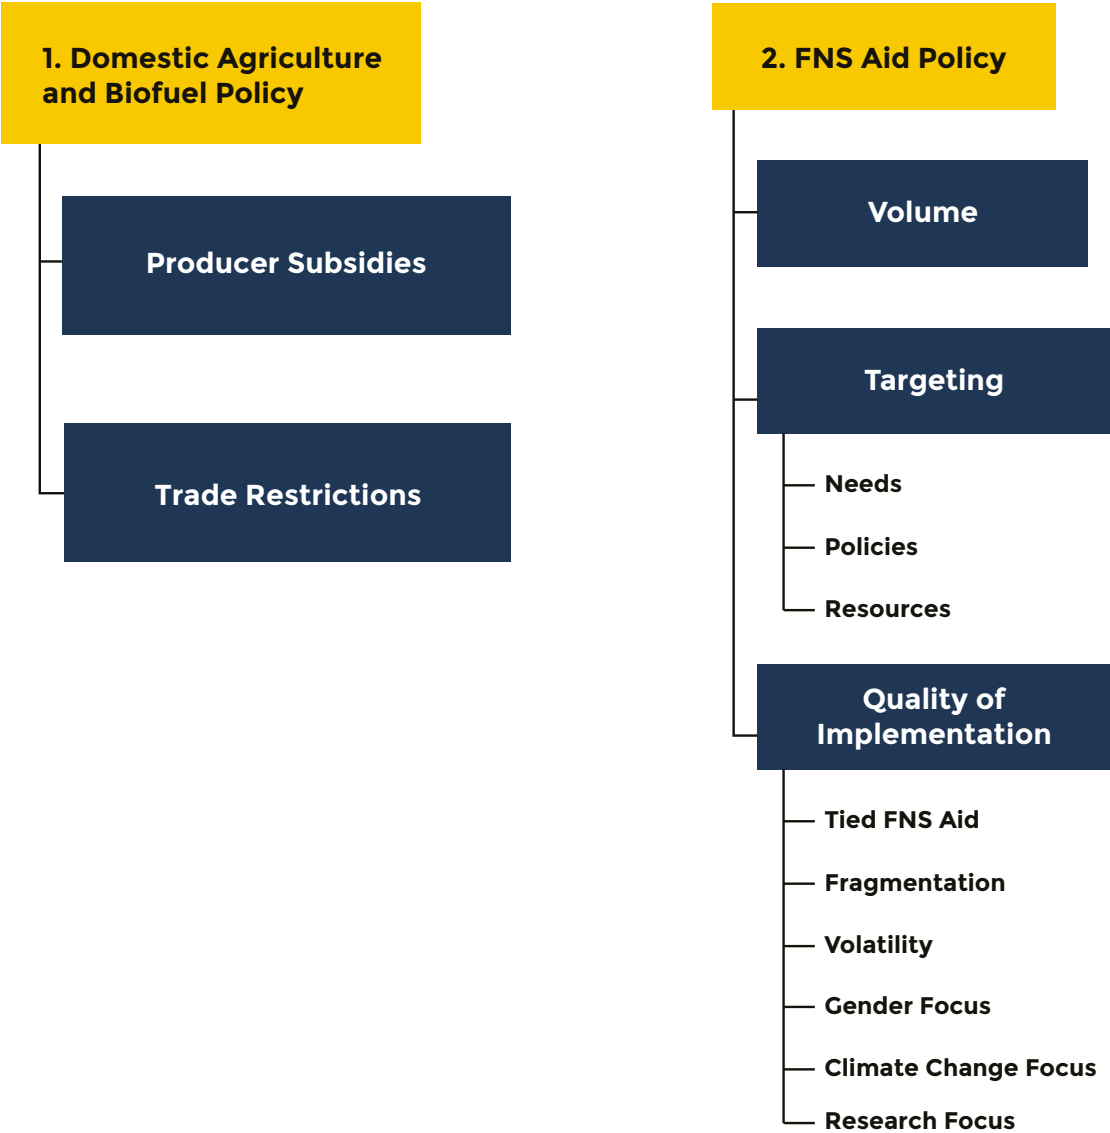 1. Domestic Agriculture
and Biofuel Policy
Producer Subsidies
Trade Restrictions
2. FNS Aid Policy
Volume
Targeting
Needs
Policies
Resources
Quality of
Implementation
Tied FNS Aid
Fragmentation
Volatility
Gender Focus
Climate Change Focus
Research Focus